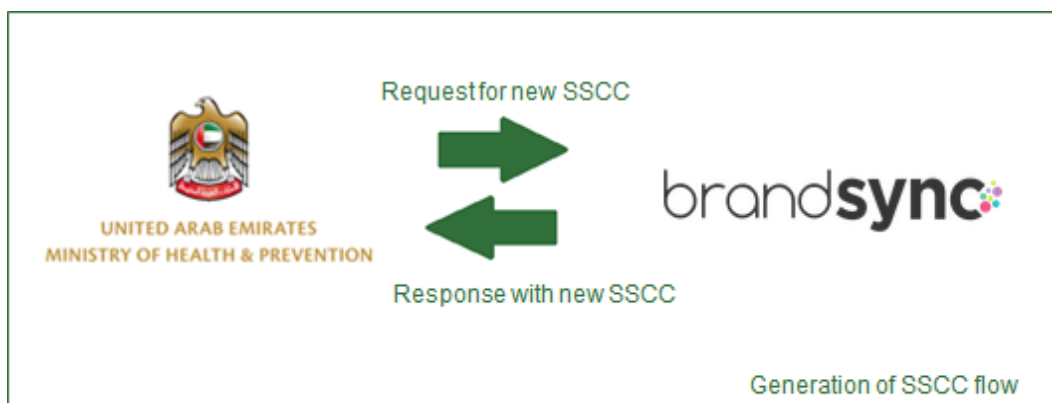 Request for new SSCC
UNITED ARAB EMIRATES
MINISTRY OF HEALTH & PREVENTION
brandsync
Response with new SSCC
Generation of SSCC flow